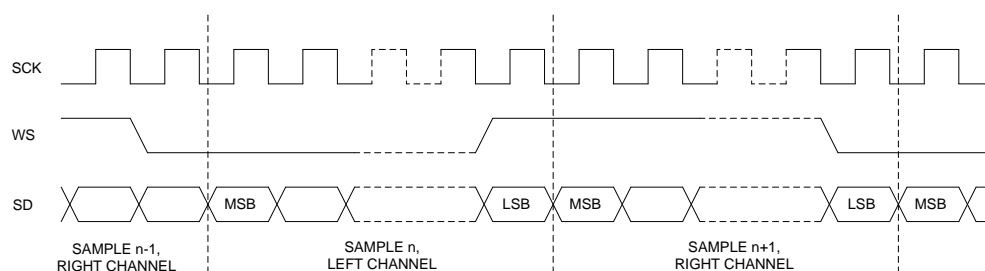 SCK
WS
SD
MSB
LSB
MSB
LSB
MSB
SAMPLE n-1,
RIGHT CHANNEL
SAMPLE n,
LEFT CHANNEL
SAMPLE n+1,
RIGHT CHANNEL